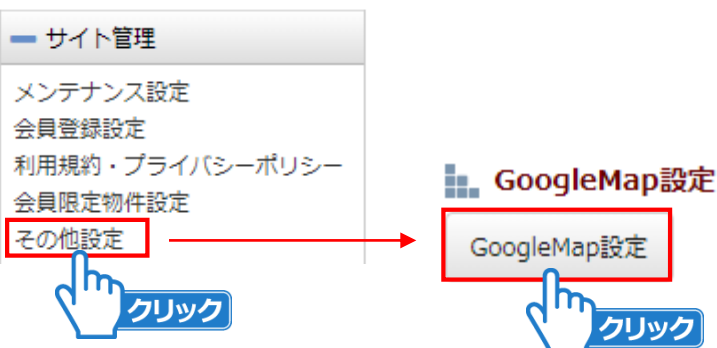 サイト管理
メンテナンス設定
会員登録設定
利用規約・プライバシーポリシー
会員限定物件設定
その他設定
クリック
GoogleMap設定
GoogleMap設定
クリック